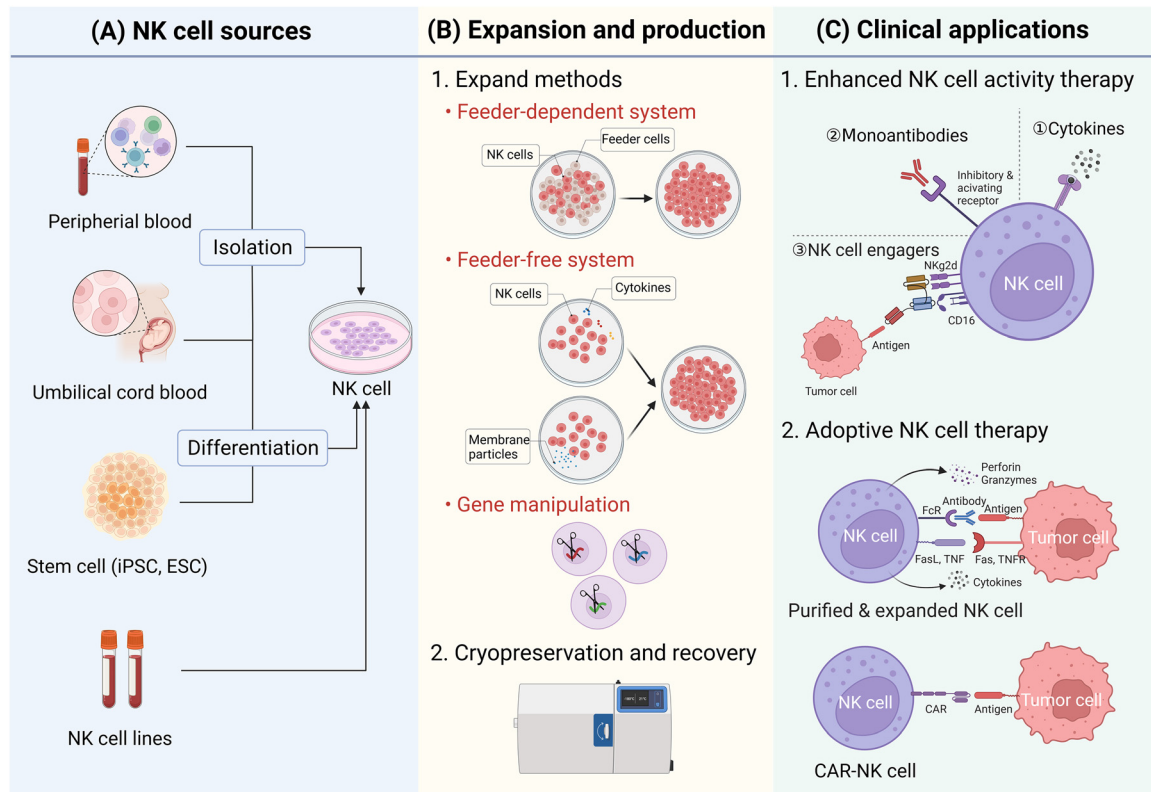 (A) NK cell sources
Peripherial blood
Isolation
Umbilical cord blood
NK cell
Differentiation
Stem cell (iPSC, ESC)
NK cell lines
(B) Expansion and production
1. Expand methods
• Feeder-dependent system
Feeder cells
NK cells
• Feeder-free system
NK cells
Cytokines
Membrane
particles
• Gene manipulation
2. Cryopreservation and recovery
(C) Clinical applications
1. Enhanced NK cell activity therapy
①Cytokines
②Monoantibodies
Inhibitory &
acivating
receptor
③NK cell engagers
NKg2d
NK cell
CD16
Antigen
Tumor cell
2. Adoptive NK cell therapy
Perforin
Granzymes
Antibody
FcR
Antigen
NK cell
Tumor cell
FasL, TNF
Fas, TNFR
Cytokines
Purified & expanded NK cell
NK cell
CAR
Antigen
Tumor cell
CAR-NK cell